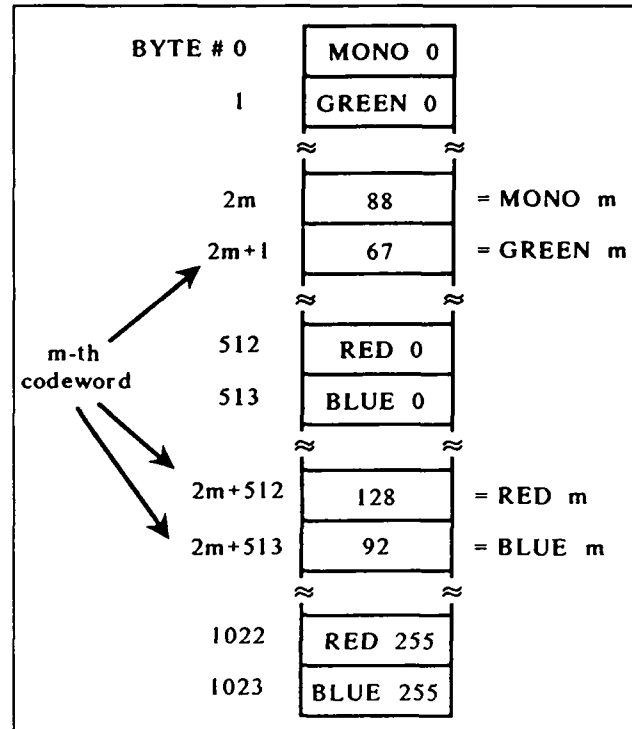 BYTE # 0 MONO 0
1 GREEN 0
≈ ≈
2m 88 = MONO m
2m+1 67 = GREEN m
≈ ≈
512 RED 0
m-th
codeword
513 BLUE 0
≈ ≈
2m+512 128 = RED m
2m+513 92 = BLUE m
≈ ≈
1022 RED 255
1023 BLUE 255